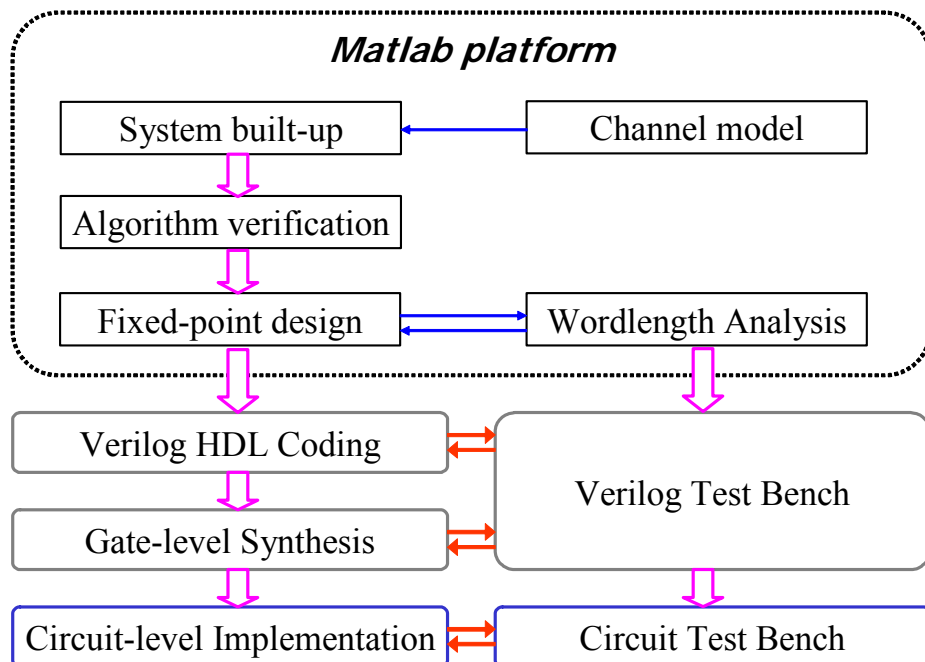 Matlab platform
System built-up
Channel model
Algorithm verification
Fixed-point design
Wordlength Analysis
Verilog HDL Coding
Verilog Test Bench
Gate-level Synthesis
Circuit-level Implementation
Circuit Test Bench